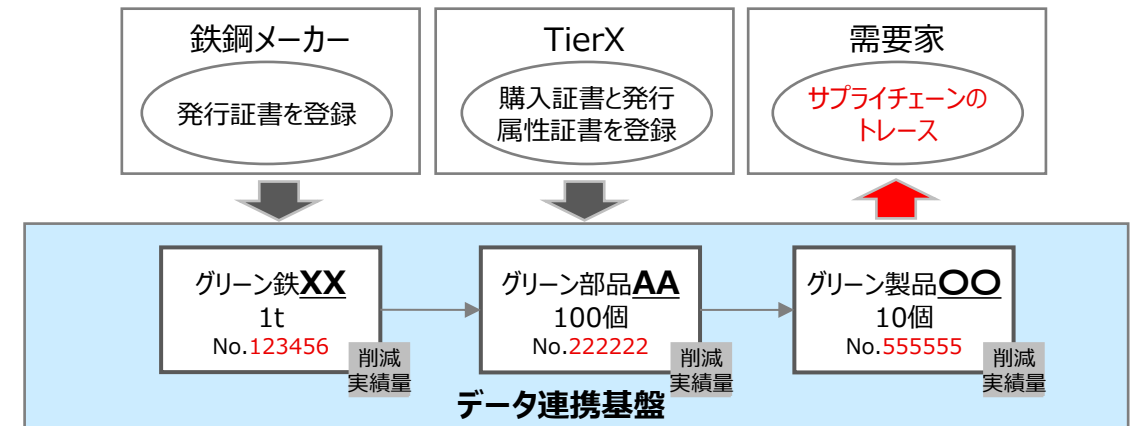 鉄鋼メーカー
発行証書を登録
TierX
購入証書と発行
属性証書を登録
需要家
サプライチェーンの
トレース
グリーン鉄XX
1t
No.123456
削減
実績量
グリーン部品AA
100個
No.222222
削減
実績量
グリーン製品〇〇
10個
No.555555
削減
実績量
データ連携基盤